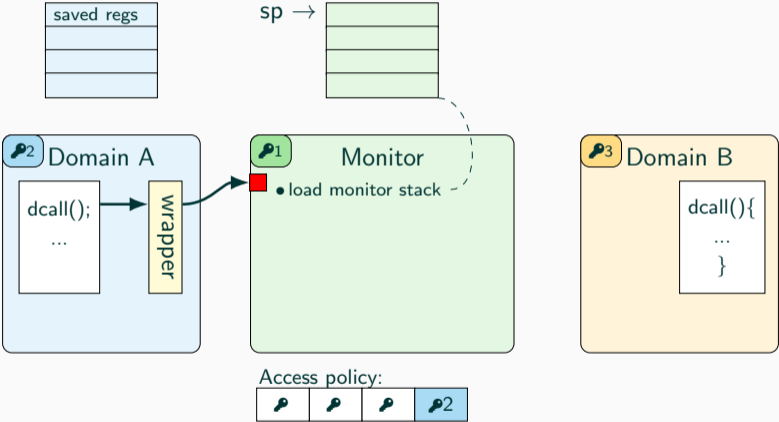 saved regs
sp →
2
Domain A
1
Monitor
3
Domain B
dcall();
...
wrapper
• load monitor stack
dcall(){
...
}
Access policy:
2